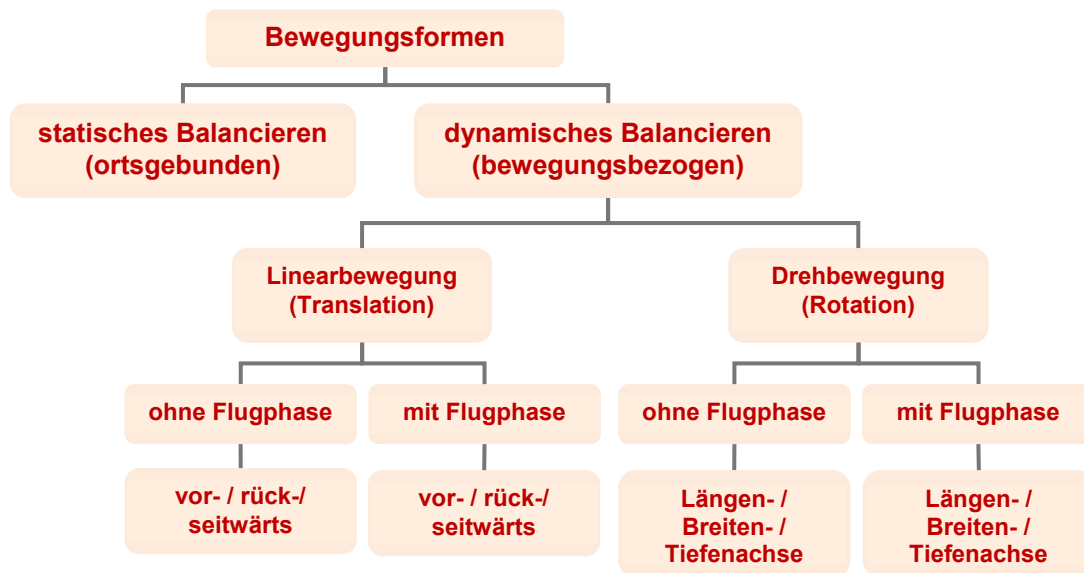 Bewegungsformen
statisches Balancieren
(ortsgebunden)
dynamisches Balancieren
(bewegungsbezogen)
Linearbewegung
(Translation)
Drehbewegung
(Rotation)
ohne Flugphase
mit Flugphase
ohne Flugphase
mit Flugphase
vor- / rück-/
seitwärts
vor- / rück-/
seitwärts
Längen- /
Breiten- /
Tiefenachse
Längen- /
Breiten- /
Tiefenachse